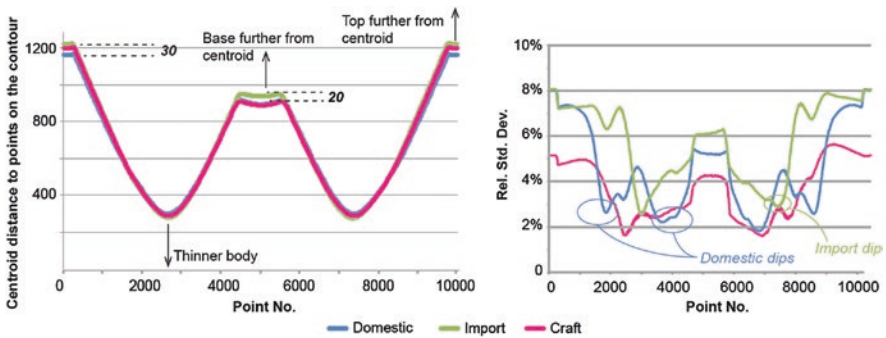 Centroid distance to points on the contour
1200
800
400
0
30
Base further from
centroid
20
Top further from
centroid
Thinner body
0
2000
4000
6000
8000
10000
Point No.
Rel. Std. Dev.
10%
8%
6%
4%
2%
0
Domestic dips
Import dip
0
2000
4000
6000
8000
10000
Point No.
Domestic
Import
Craft